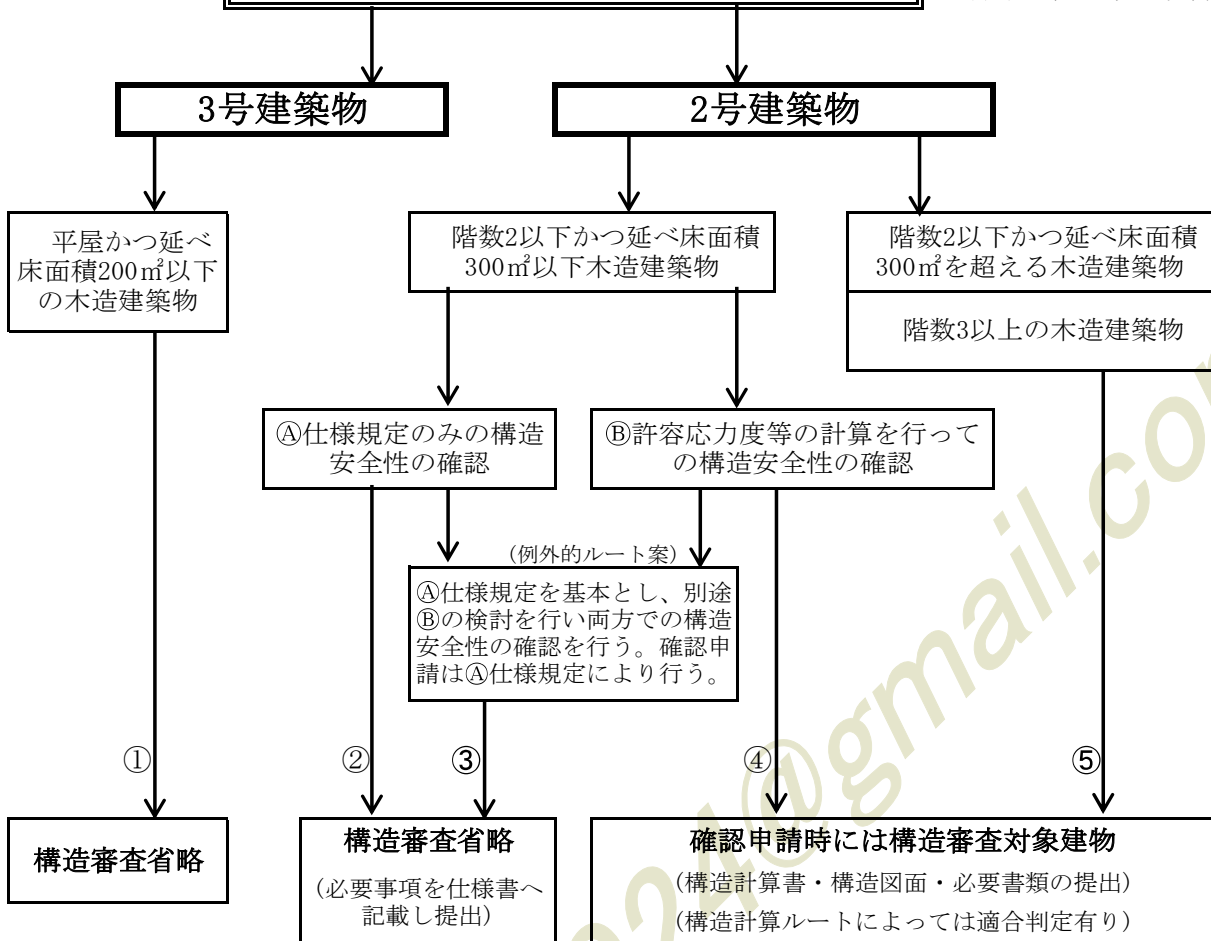 3号建築物
2号建築物
平屋かつ延べ
床面積200㎡以下
の木造建築物
階数2以下かつ延べ床面積
300㎡以下木造建築物
階数2以下かつ延べ床面積
300㎡を超える木造建築物
階数3以上の木造建築物
Ⓐ仕様規定のみの構造
安全性の確認
Ⓑ許容応力度等の計算を行って
の構造安全性の確認
(例外的ルート案)
Ⓐ仕様規定を基本とし、別途
Ⓑの検討を行い両方での構造
安全性の確認を行う。確認申
請はⒶ仕様規定により行う。
①
②
③
④
⑤
構造審査省略
構造審査省略
(必要事項を仕様書へ
記載し提出)
確認申請時には構造審査対象建物
(構造計算書・構造図面・必要書類の提出)
(構造計算ルートによっては適合判定有り)
24@gmail.co